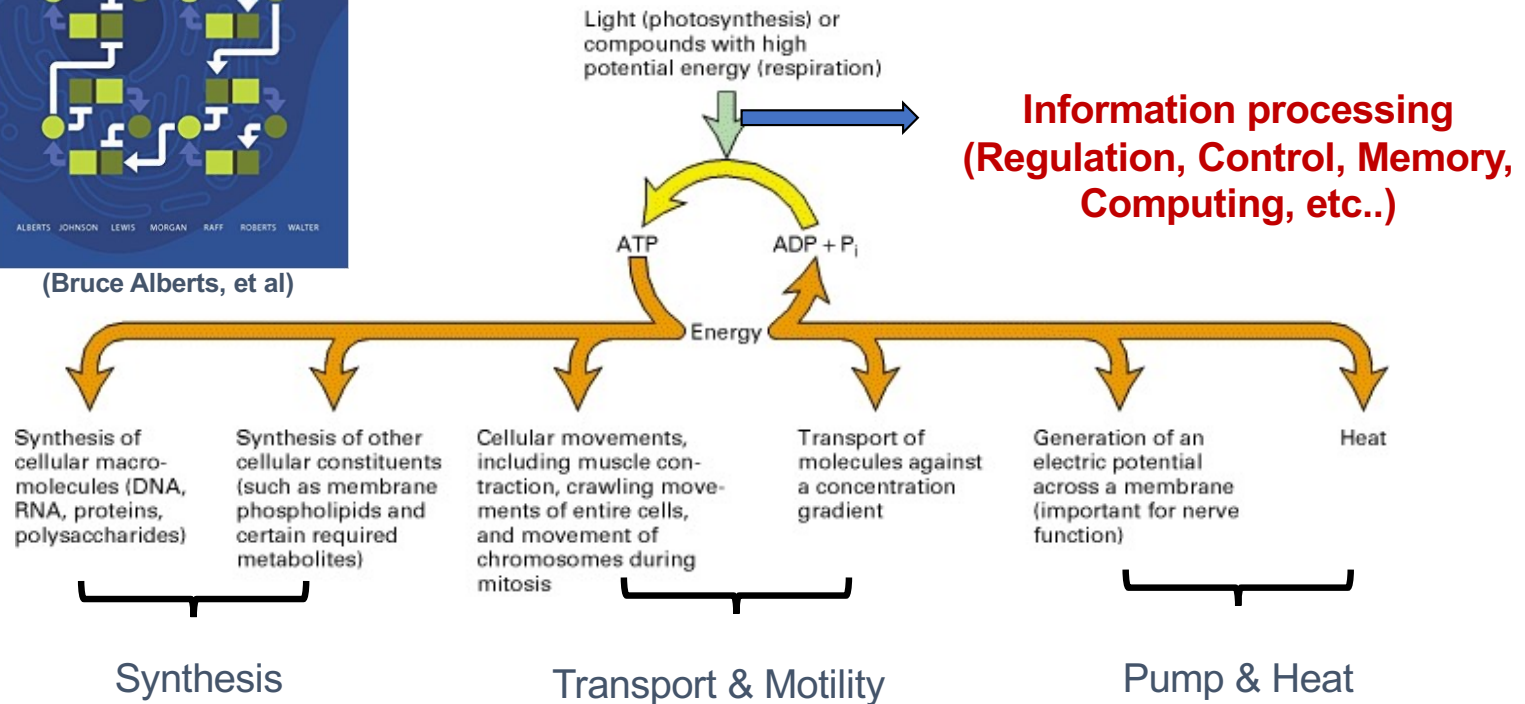 Light (photosynthesis) or
compounds with high
potential energy (respiration)
Information processing
(Regulation, Control, Memory,
Computing, etc..)
ALBERTS JOHNSON LEWIS MORGAN RAFF ROBERTS WALTER
(Bruce Alberts, et al)
ATP
ADP + Pi
Energy
Synthesis of
cellular macro-
molecules (DNA,
RNA, proteins,
polysaccharides)
Synthesis of other
cellular constituents
(such as membrane
phospholipids and
certain required
metabolites)
Cellular movements,
including muscle con-
traction, crawling move-
ments of entire cells,
and movement of
chromosomes during
mitosis
Transport of
molecules against
a concentration
gradient
Generation of an
electric potential
across a membrane
(important for nerve
function)
Heat
Synthesis
Transport & Motility
Pump & Heat